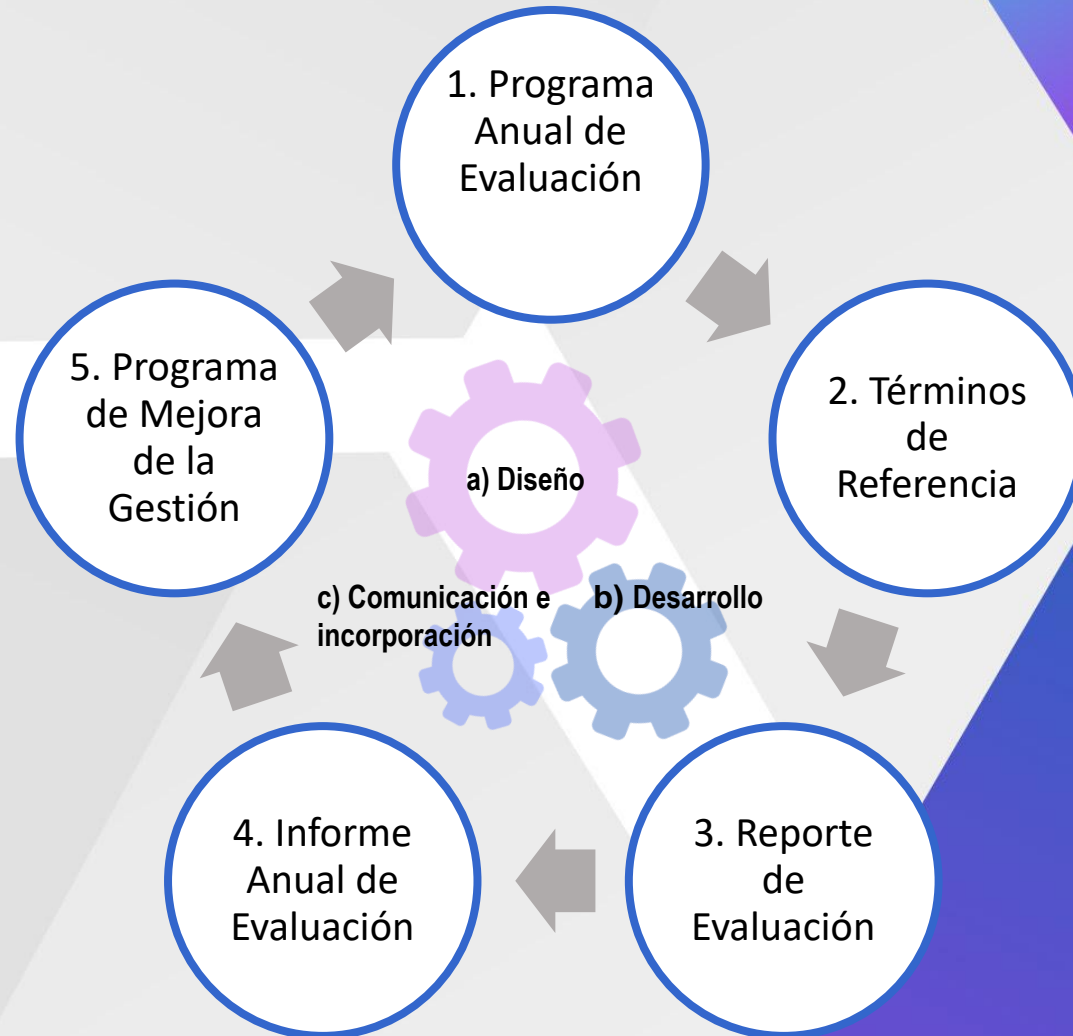 1. Programa
Anual de
Evaluación
2. Términos
de
Referencia
3. Reporte
de
Evaluación
4. Informe
Anual de
Evaluación
5. Programa
de Mejora
de la
Gestión
a) Diseño
b) Desarrollo
c) Comunicación e
incorporación